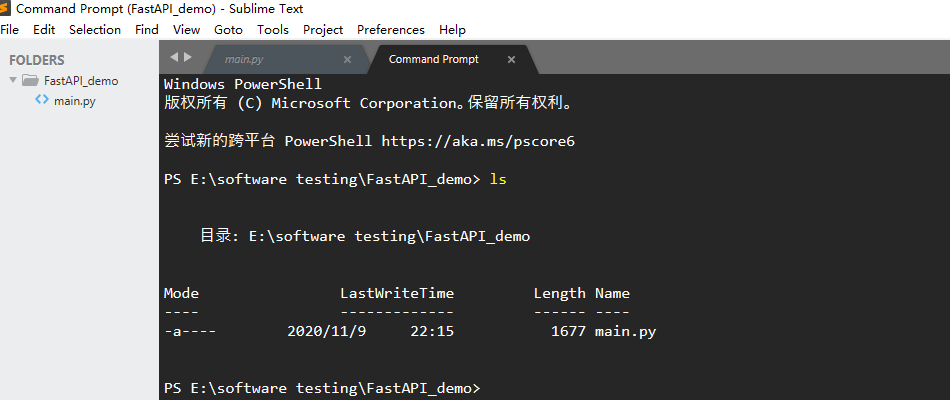 Command Prompt (FastAPI_demo) - Sublime Text
File Edit Selection Find View Goto Tools Project Preferences Help
FOLDERS
FastAPI_demo
main.py
main.py Command Prompt
Windows PowerShell
版权所有 (C) Microsoft Corporation。保留所有权利。
尝试新的跨平台 PowerShell https://aka.ms/pscore6
PS E:\software testing\FastAPI_demo> ls
目录: E:\software testing\FastAPI_demo
Mode LastWriteTime Length Name
---- ------------- ------ ----
-a---- 2020/11/9 22:15 1677 main.py
PS E:\software testing\FastAPI_demo>